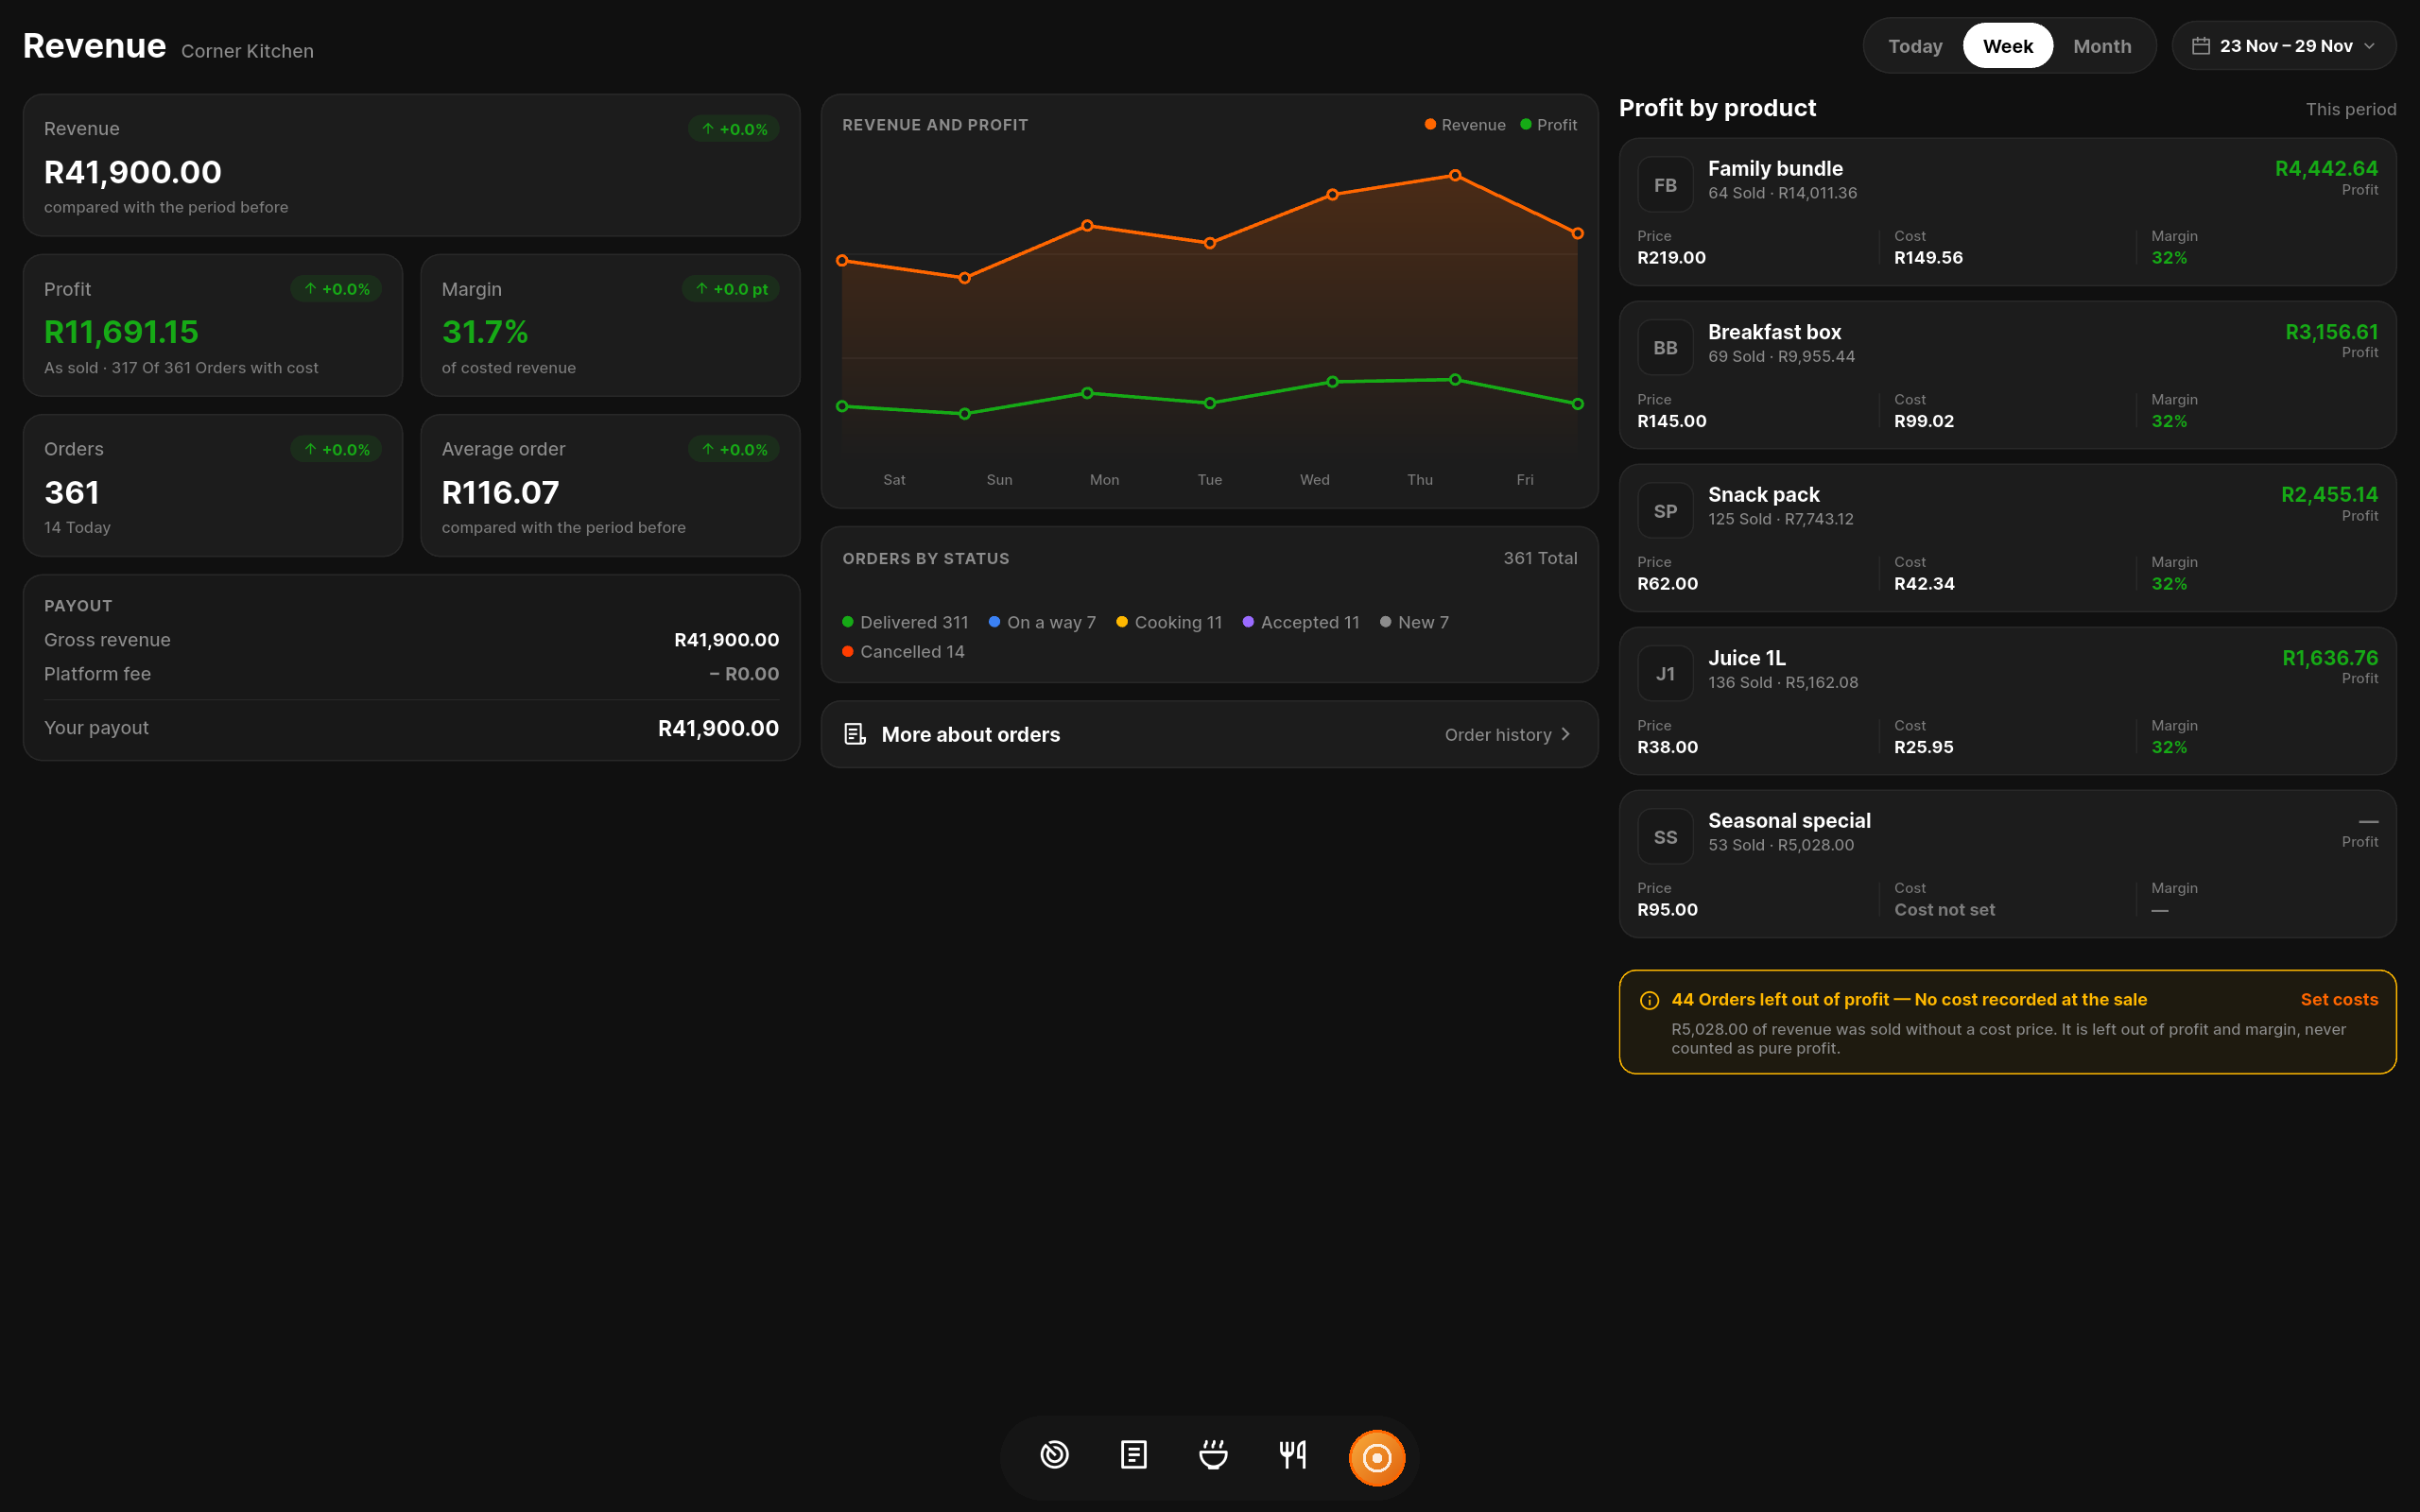 Revenue Corner Kitchen
Today Week Month 23 Nov – 29 Nov
Revenue +0.0%
R41,900.00
compared with the period before
Profit +0.0%
R11,691.15
As sold · 317 Of 361 Orders with cost
Margin +0.0 pt
31.7%
of costed revenue
Orders +0.0%
361
14 Today
Average order +0.0%
R116.07
compared with the period before
PAYOUT
Gross revenue R41,900.00
Platform fee – R0.00
Your payout R41,900.00
REVENUE AND PROFIT Revenue Profit
Sat Sun Mon Tue Wed Thu Fri
ORDERS BY STATUS 361 Total
Delivered 311 On a way 7 Cooking 11 Accepted 11 New 7
Cancelled 14
More about orders Order history
Profit by product This period
FB Family bundle R4,442.64
64 Sold · R14,011.36 Profit
Price Cost Margin
R219.00 R149.56 32%
BB Breakfast box R3,156.61
69 Sold · R9,955.44 Profit
Price Cost Margin
R145.00 R99.02 32%
SP Snack pack R2,455.14
125 Sold · R7,743.12 Profit
Price Cost Margin
R62.00 R42.34 32%
J1 Juice 1L R1,636.76
136 Sold · R5,162.08 Profit
Price Cost Margin
R38.00 R25.95 32%
SS Seasonal special —
53 Sold · R5,028.00 Profit
Price Cost Margin
R95.00 Cost not set —
44 Orders left out of profit — No cost recorded at the sale Set costs
R5,028.00 of revenue was sold without a cost price. It is left out of profit and margin, never
counted as pure profit.